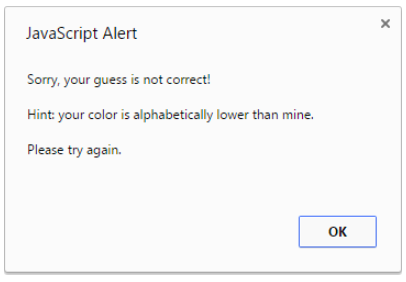 JavaScript Alert
Sorry, your guess is not correct!
Hint: your color is alphabetically lower than mine.
Please try again.
OK